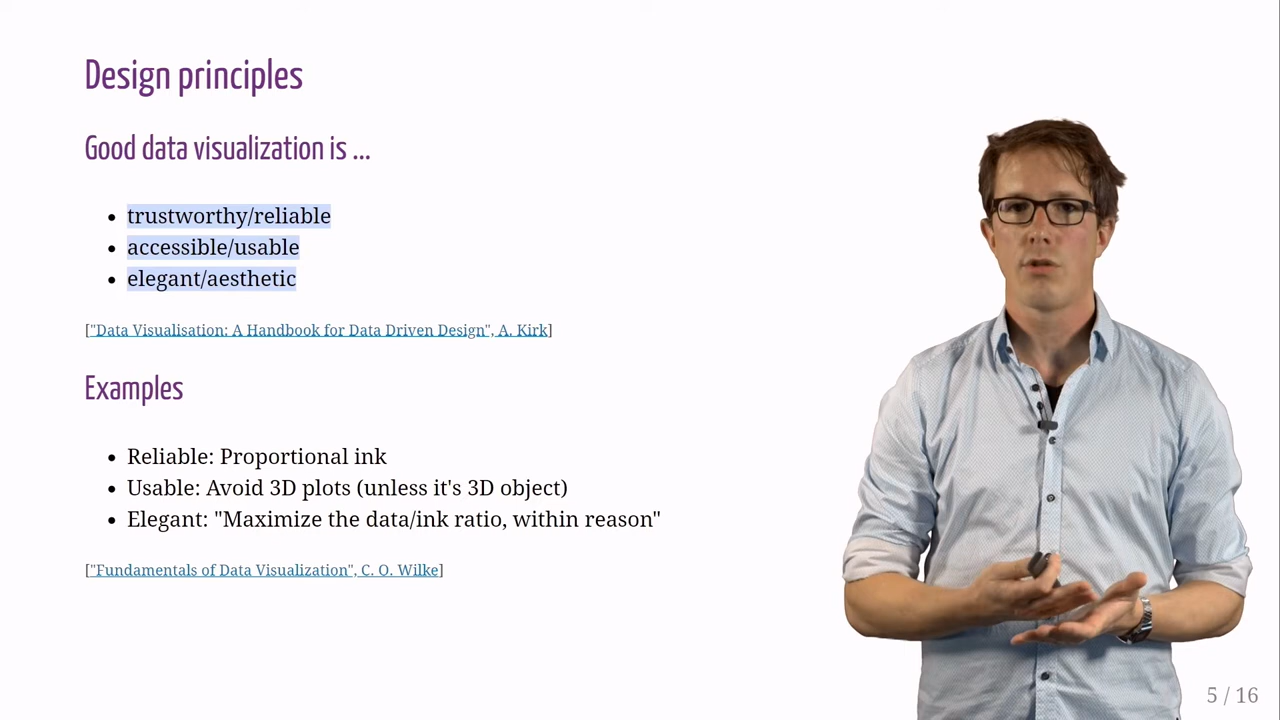 Design principles
Good data visualization is ...
• trustworthy/reliable
• accessible/usable
• elegant/aesthetic
["Data Visualisation: A Handbook for Data Driven Design", A. Kirk]
Examples
• Reliable: Proportional ink
• Usable: Avoid 3D plots (unless it's 3D object)
• Elegant: "Maximize the data/ink ratio, within reason"
["Fundamentals of Data Visualization", C. O. Wilke]
5 / 16